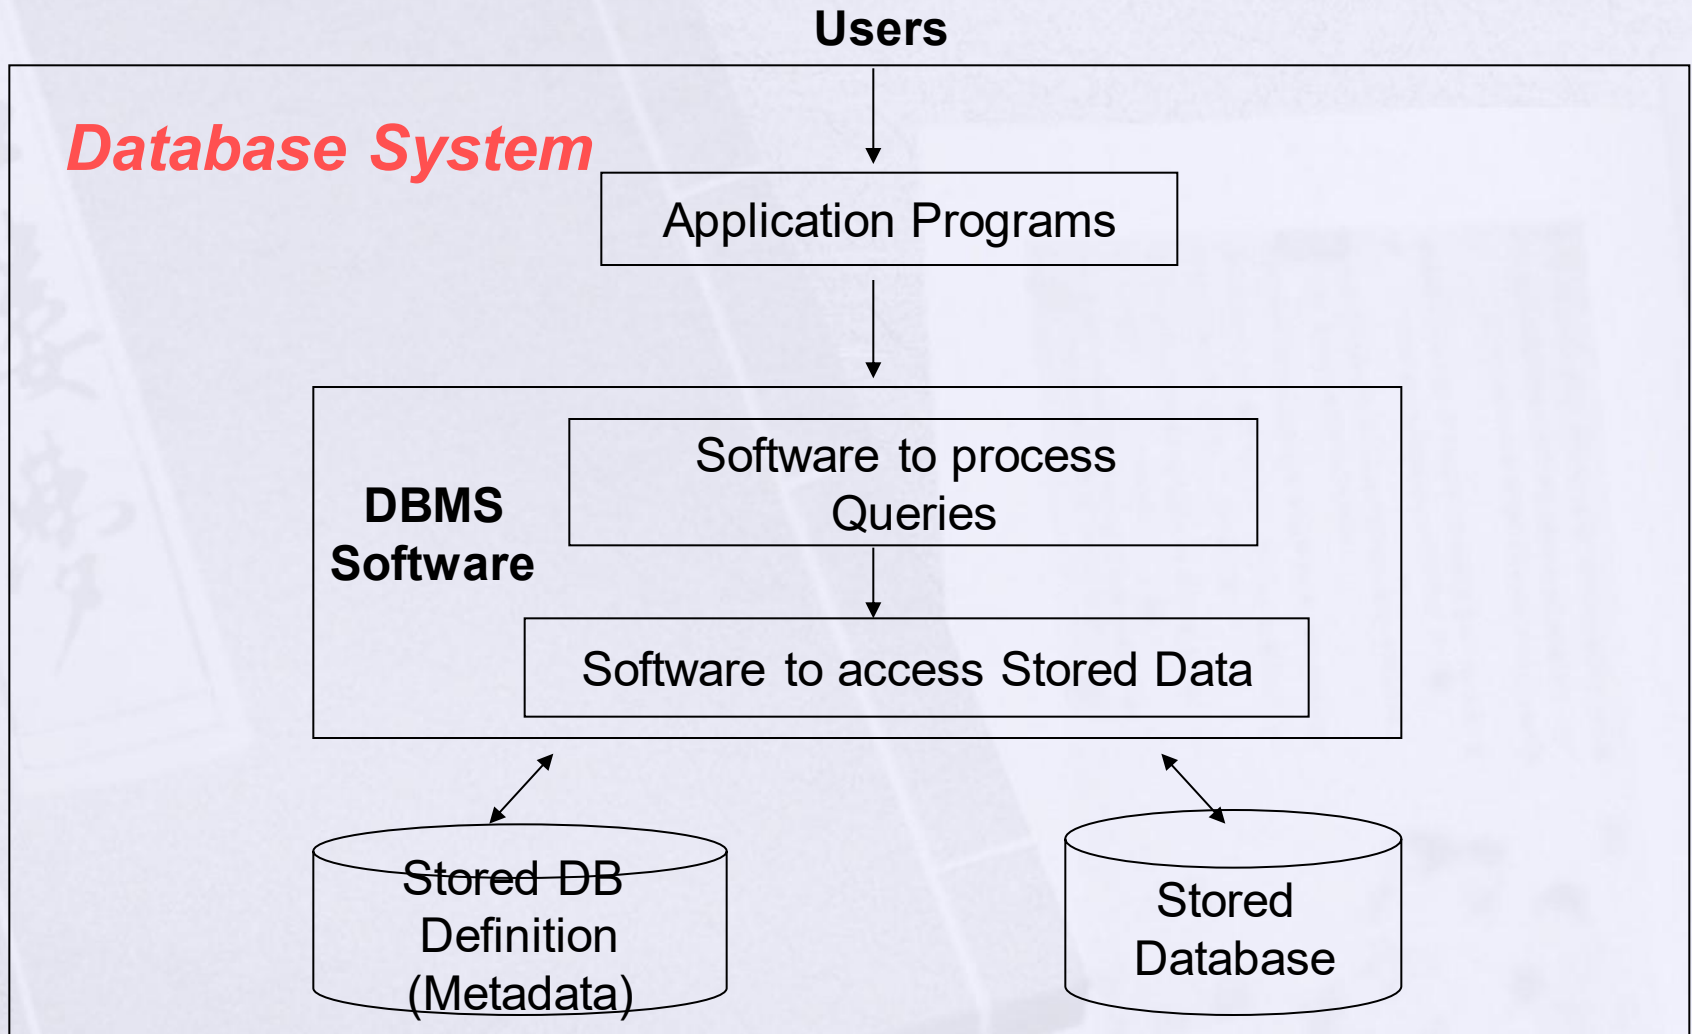 Users
Database System
Application Programs
Software to process
Queries
DBMS
Software
Software to access Stored Data
Stored DB
Definition
(Metadata)
Stored
Database